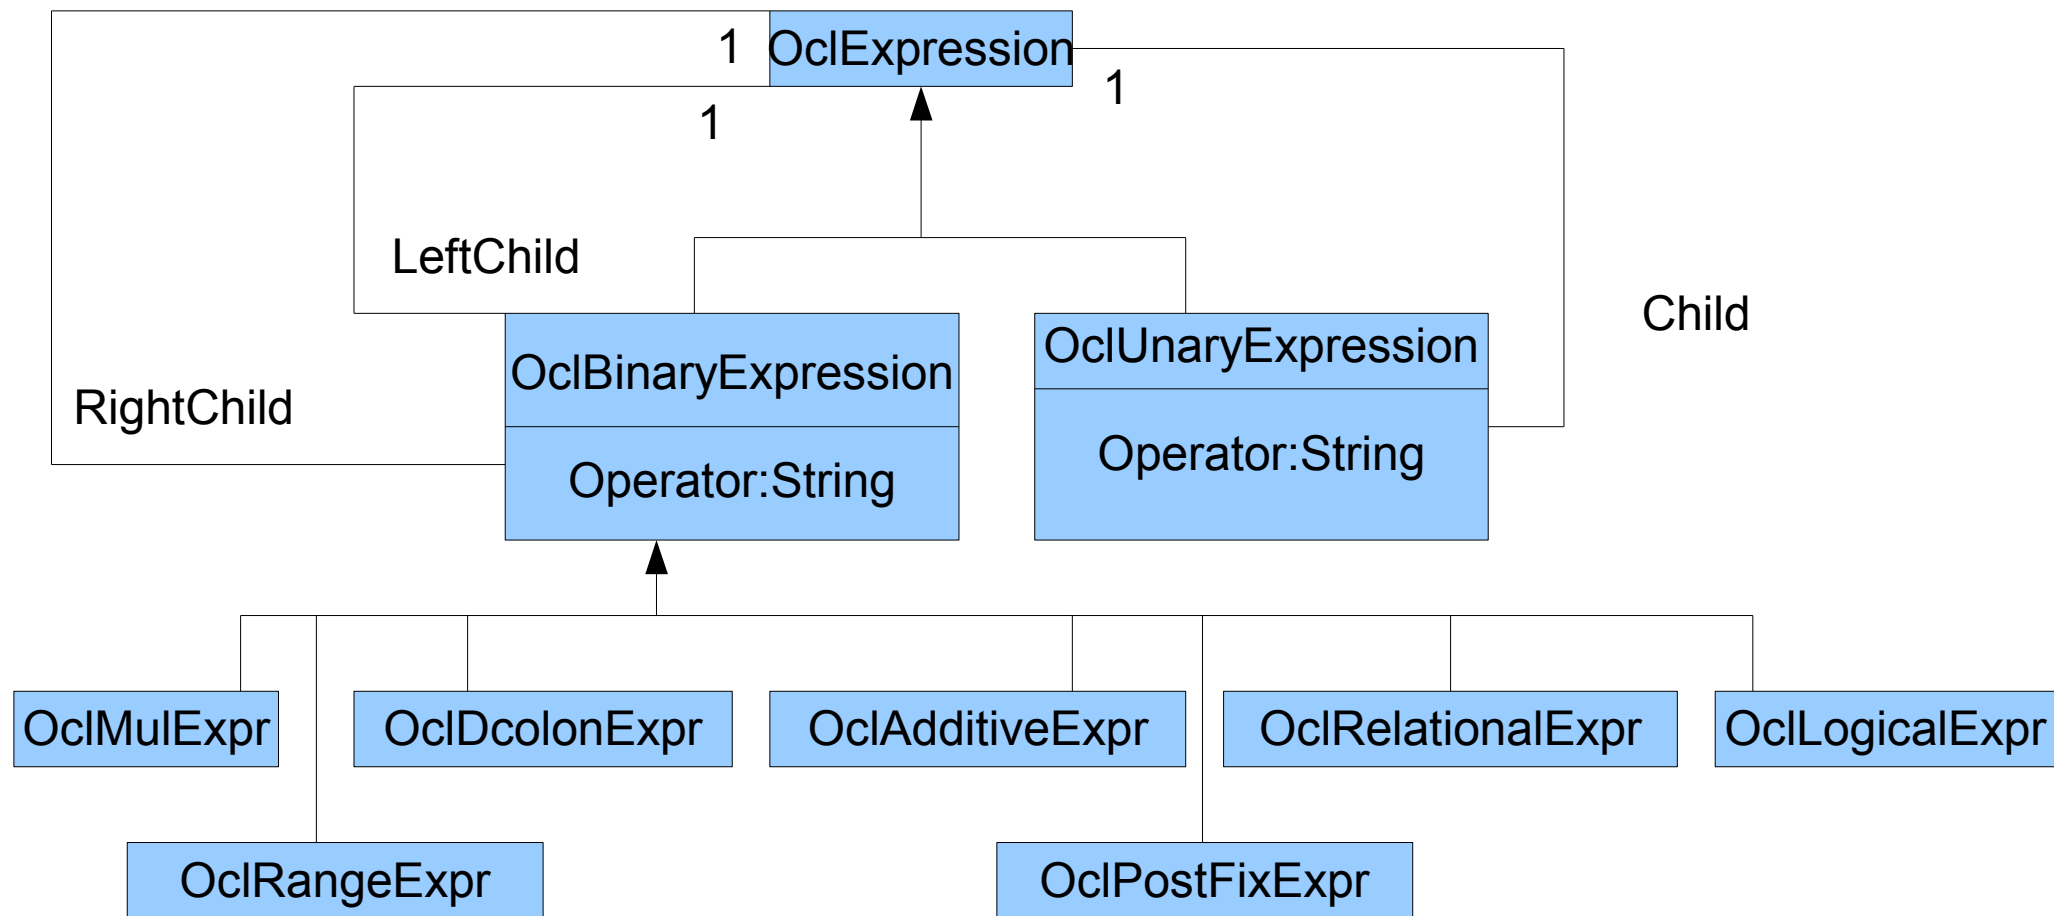 1
OclExpression
1
1
LeftChild
Child
OclBinaryExpression
OclUnaryExpression
RightChild
Operator:String
Operator:String
OclMulExpr
OclDcolonExpr
OclAdditiveExpr
OclRelationalExpr
OclLogicalExpr
OclRangeExpr
OclPostFixExpr